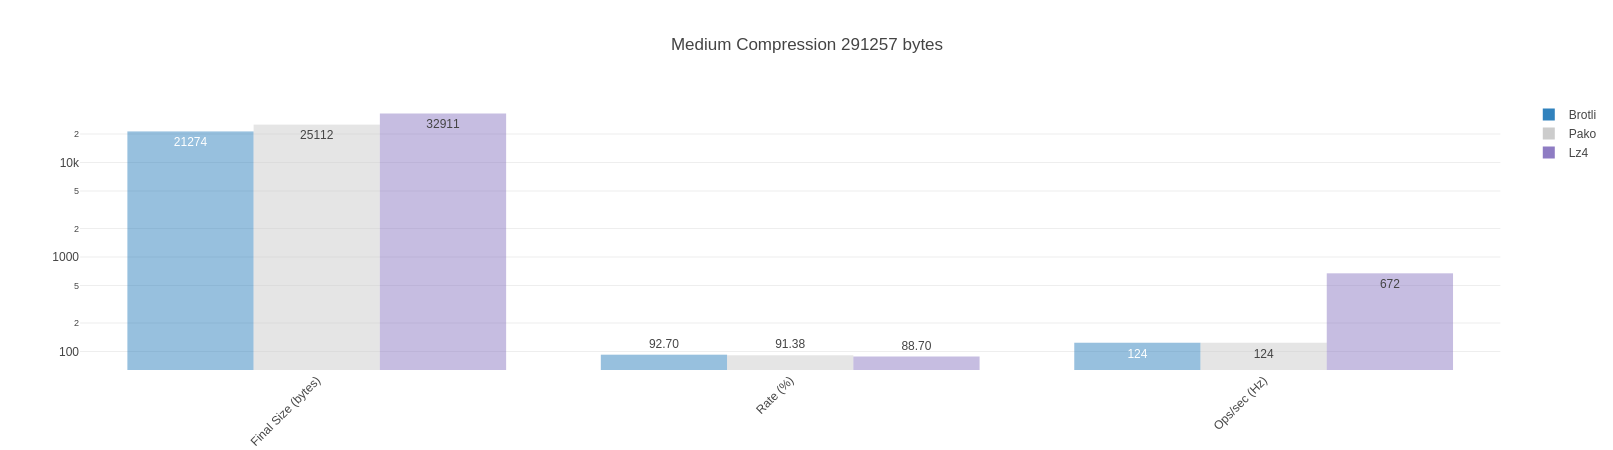 Medium Compression 291257 bytes
Brotli
Pako
Lz4
2
10k
5
2
1000
5
2
100
21274
25112
32911
92.70
91.38
88.70
124
124
672
Final Size (bytes)
Rate (%)
Ops/sec (Hz)